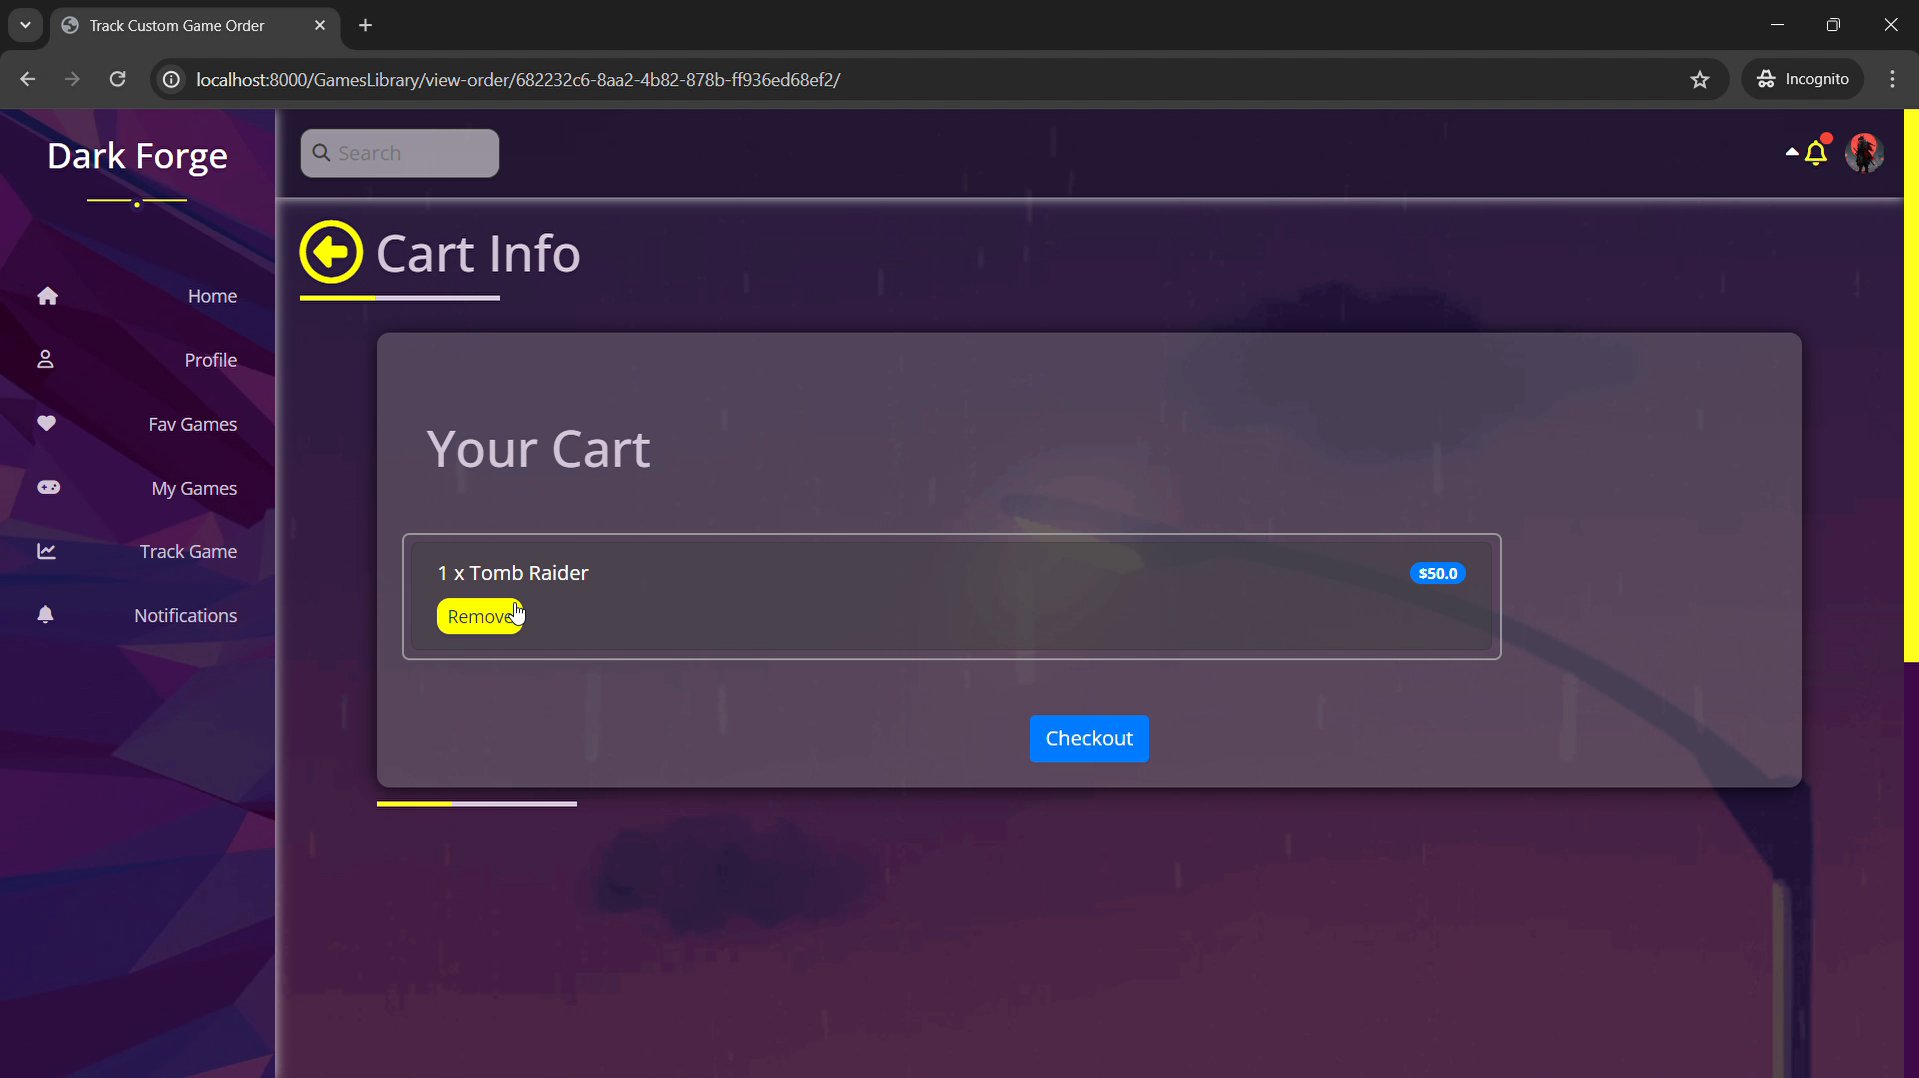 Track Custom Game Order
localhost:8000/GamesLibrary/view-order/682232c6-8aa2-4b82-878b-ff936ed68ef2/
Incognito
Dark Forge
Search
Cart Info
Home
Profile
Fav Games
My Games
Track Game
Notifications
Your Cart
1 x Tomb Raider
$50.0
Remove
Checkout